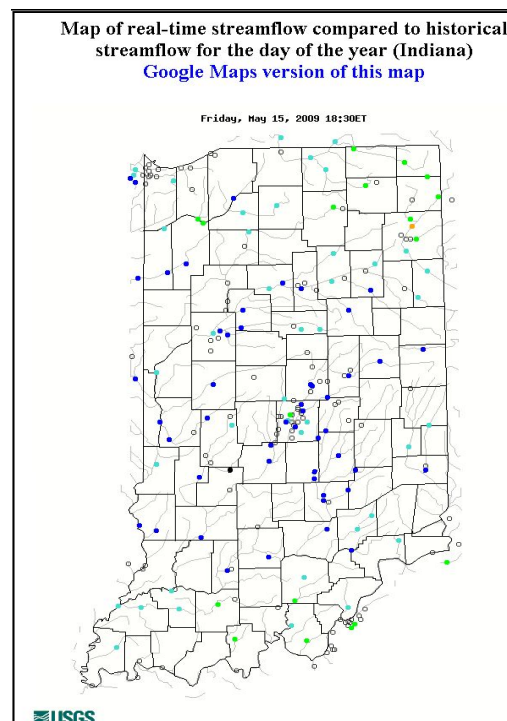 Map of real-time streamflow compared to historical
streamflow for the day of the year (Indiana)
Google Maps version of this map
Friday, May 15, 2009 18:30ET
USGS